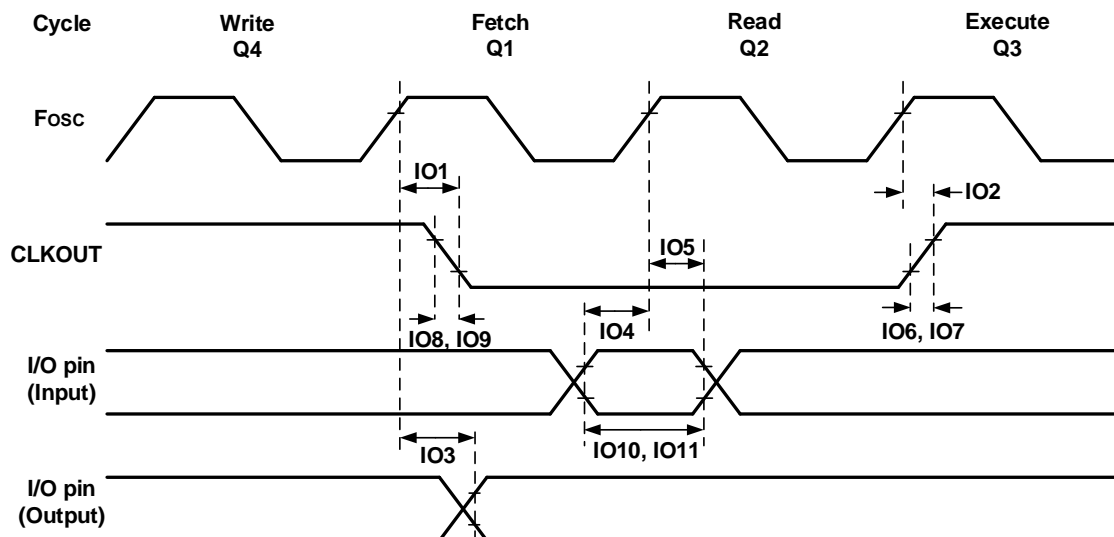 Cycle
Write
Q4
Fetch
Q1
Read
Q2
Execute
Q3
Fosc
IO1
IO2
CLKOUT
IO5
IO4
IO8, IO9
IO6, IO7
I/O pin
(Input)
IO10, IO11
IO3
I/O pin
(Output)